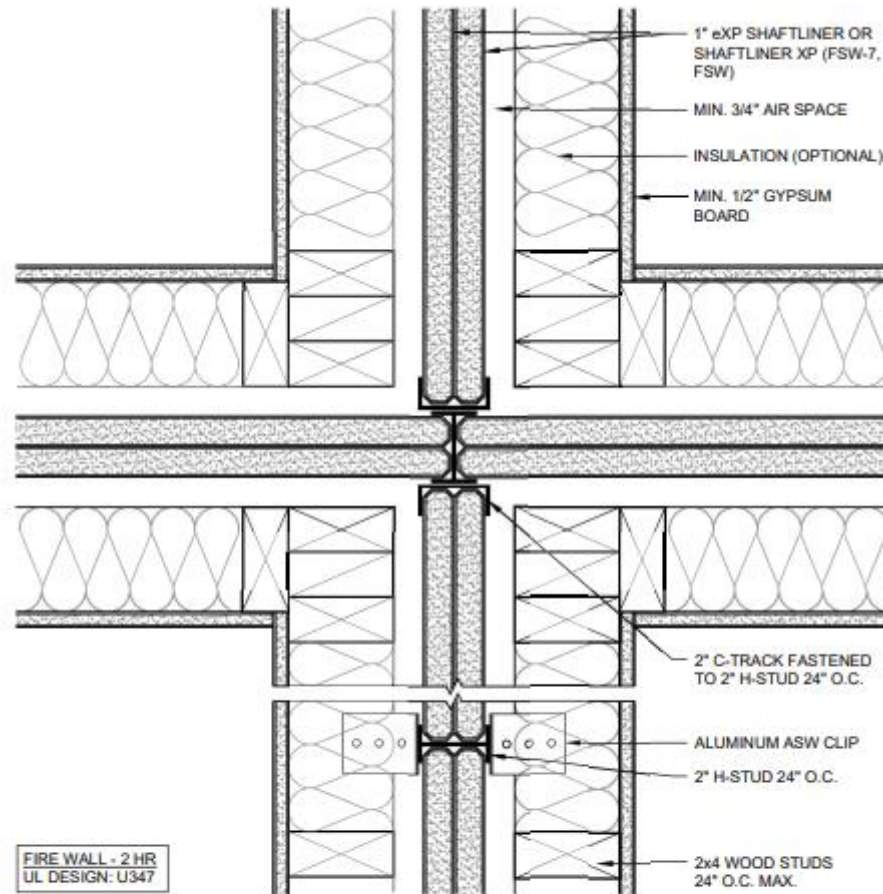 1" eXP SHAFTLINER OR
SHAFTLINER XP (FSW-7,
FSW)
MIN. 3/4" AIR SPACE
INSULATION (OPTIONAL)
MIN. 1/2" GYPSUM
BOARD
2" C-TRACK FASTENED
TO 2" H-STUD 24" O.C.
ALUMINUM ASW CLIP
2" H-STUD 24" O.C.
2x4 WOOD STUDS
24" O.C. MAX.
FIRE WALL - 2 HR
UL DESIGN: U347